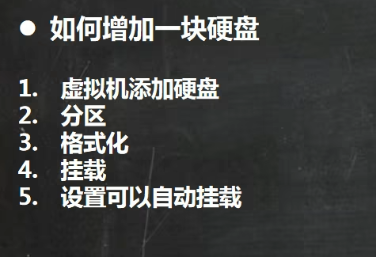 ● 如何增加一块硬盘
1. 虚拟机添加硬盘
2. 分区
3. 格式化
4. 挂载
5. 设置可以自动挂载